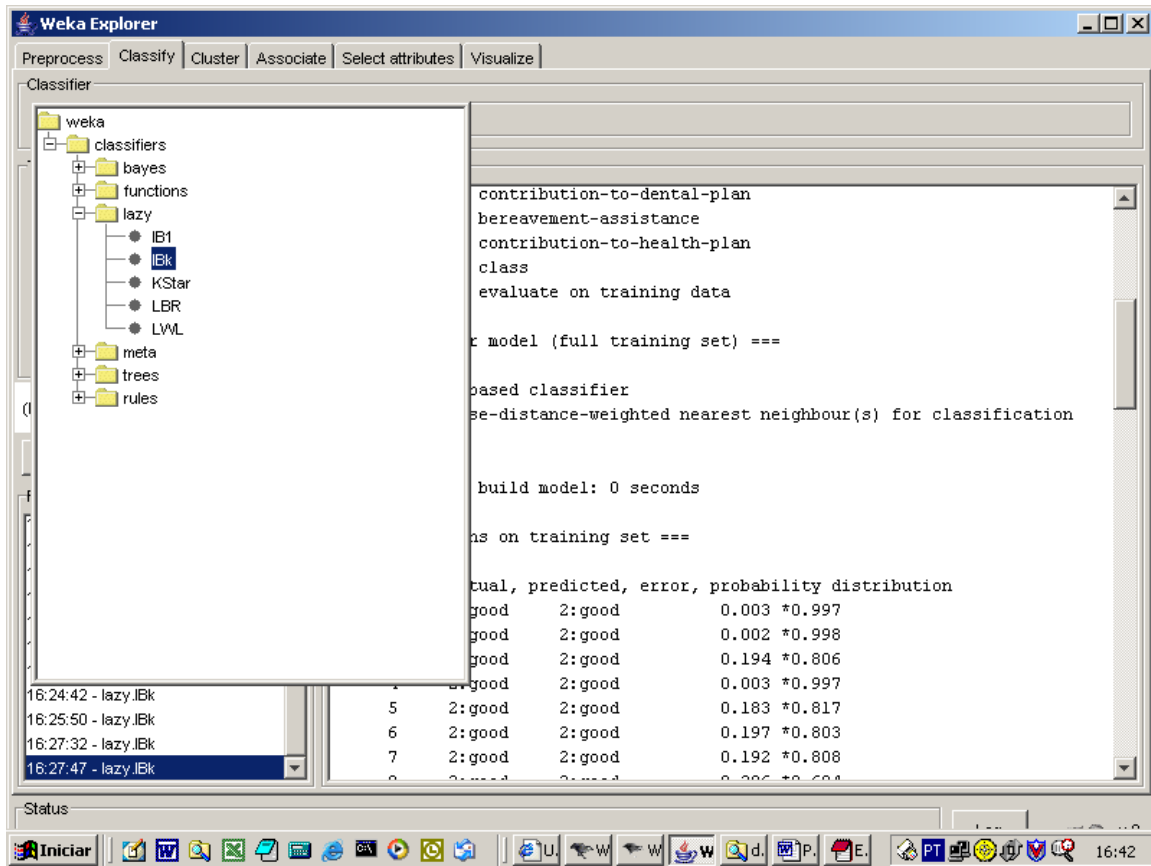 Weka Explorer
Preprocess Classify Cluster Associate Select attributes Visualize
Classifier
weka
classifiers
bayes
functions
lazy
IB1
IBk
KStar
LBR
LWL
meta
trees
rules
contribution-to-dental-plan
bereavement-assistance
contribution-to-health-plan
class
evaluate on training data
model (full training set) ===
based classifier
se-distance-weighted nearest neighbour(s) for classification
build model: 0 seconds
ns on training set ===
tual, predicted, error, probability distribution
good 2:good 0.003 *0.997
good 2:good 0.002 *0.998
good 2:good 0.194 *0.806
2:good 2:good 0.003 *0.997
5 2:good 2:good 0.183 *0.817
6 2:good 2:good 0.197 *0.803
7 2:good 2:good 0.192 *0.808
16:24:42 - lazy.IBk
16:25:50 - lazy.IBk
16:27:32 - lazy.IBk
16:27:47 - lazy.IBk
Status
Iniciar U. W W W d. P. E. PT 16:42